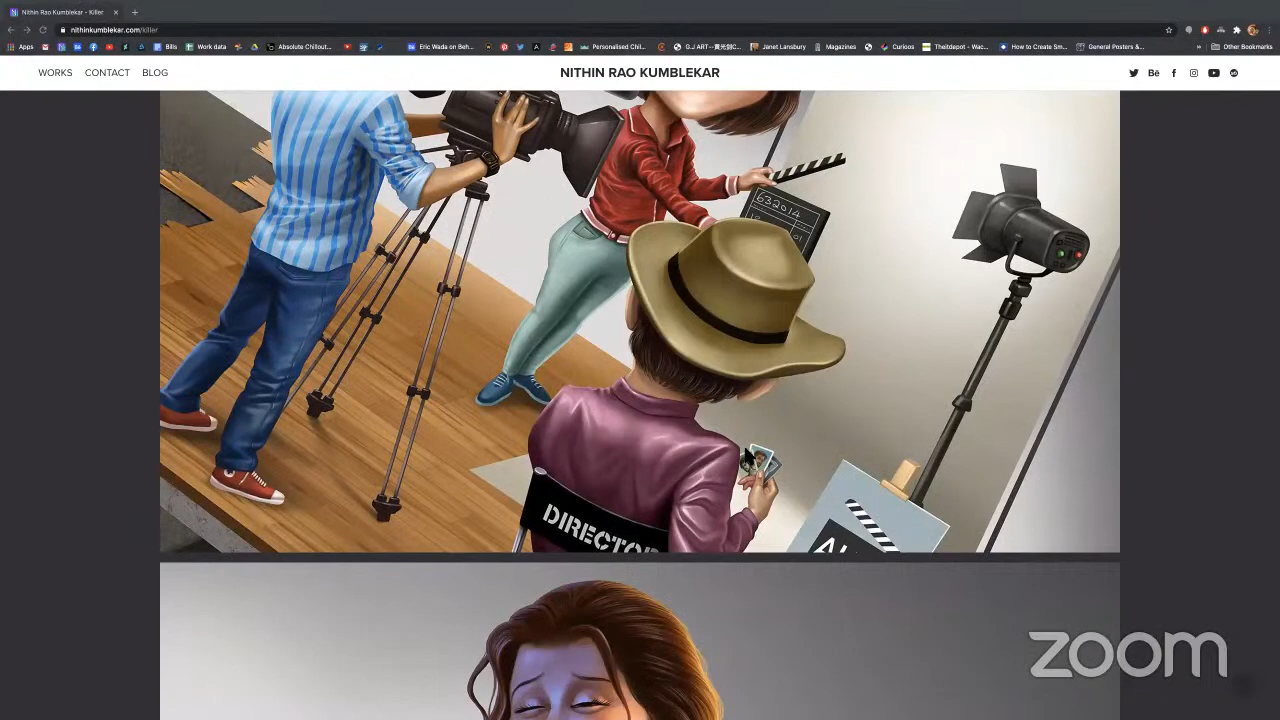 Nithin Rao Kumblekar - Killer
nithinkumblekar.com/killer
Apps
Bills
Work data
Absolute Chillout...
Eric Wada on Beh...
Personalised Chil...
Janet Lansbury
Magazines
Curios
Theitdepot - Wac...
How to Create Sm...
General Posters &...
Other Bookmarks
WORKS CONTACT BLOG
NITHIN RAO KUMBLEKAR
632014
DIRECTOR
zoom